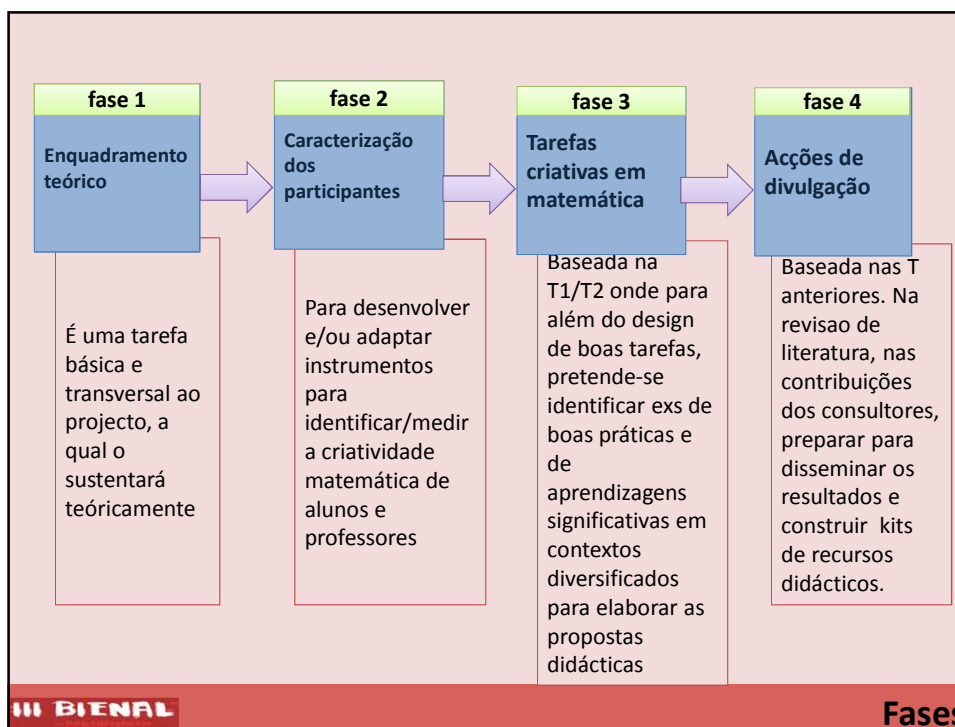 fase 1
Enquadramento
teórico
É uma tarefa
básica e
transversal ao
projecto, a
qual o
sustentará
teóricamente
fase 2
Caracterização
dos
participantes
Para desenvolver
e/ou adaptar
instrumentos
para
identificar/medir
a criatividade
matemática de
alunos e
professores
fase 3
Tarefas
criativas em
matemática
Baseada na
T1/T2 onde para
além do design
de boas tarefas,
pretende-se
identificar exs de
boas práticas e
de
aprendizagens
significativas em
contextos
diversificados
para elaborar as
propostas
didácticas
fase 4
Acções de
divulgação
Baseada nas T
anteriores. Na
revisao de
literatura, nas
contribuições
dos consultores,
preparar para
disseminar os
resultados e
construir kits
de recursos
didácticos.
III BIENAL
Fases